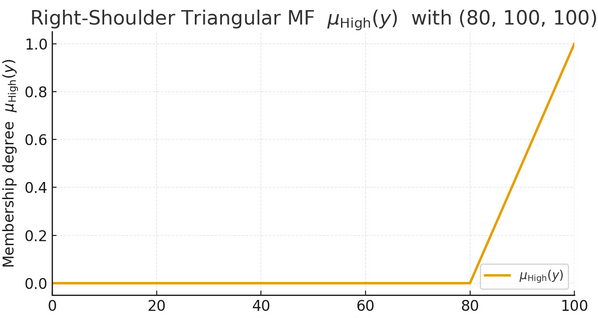 Right-Shoulder Triangular MF μHigh(y) with (80, 100, 100)
Membership degree μHigh(y)
1.0
0.8
0.6
0.4
0.2
0.0
μHigh(y)
0 20 40 60 80 100